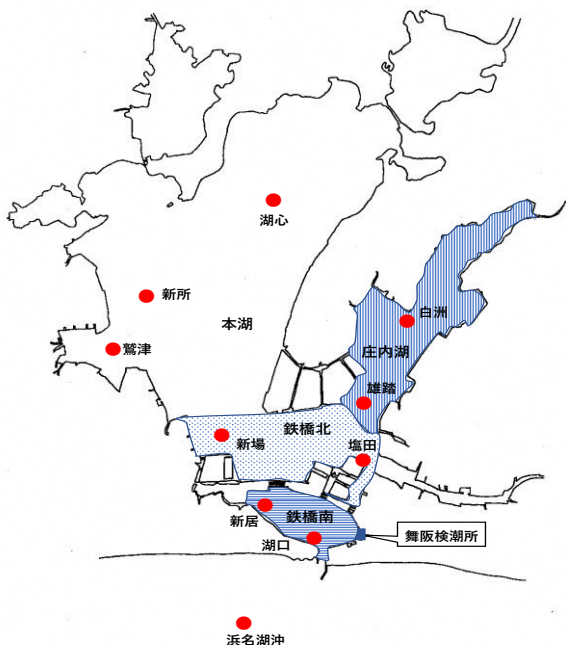 湖心
新所
本湖
白洲
鷲津
庄内湖
雄踏
鉄橋北
新場
塩田
新居
鉄橋南
湖口
舞阪検潮所
浜名湖沖